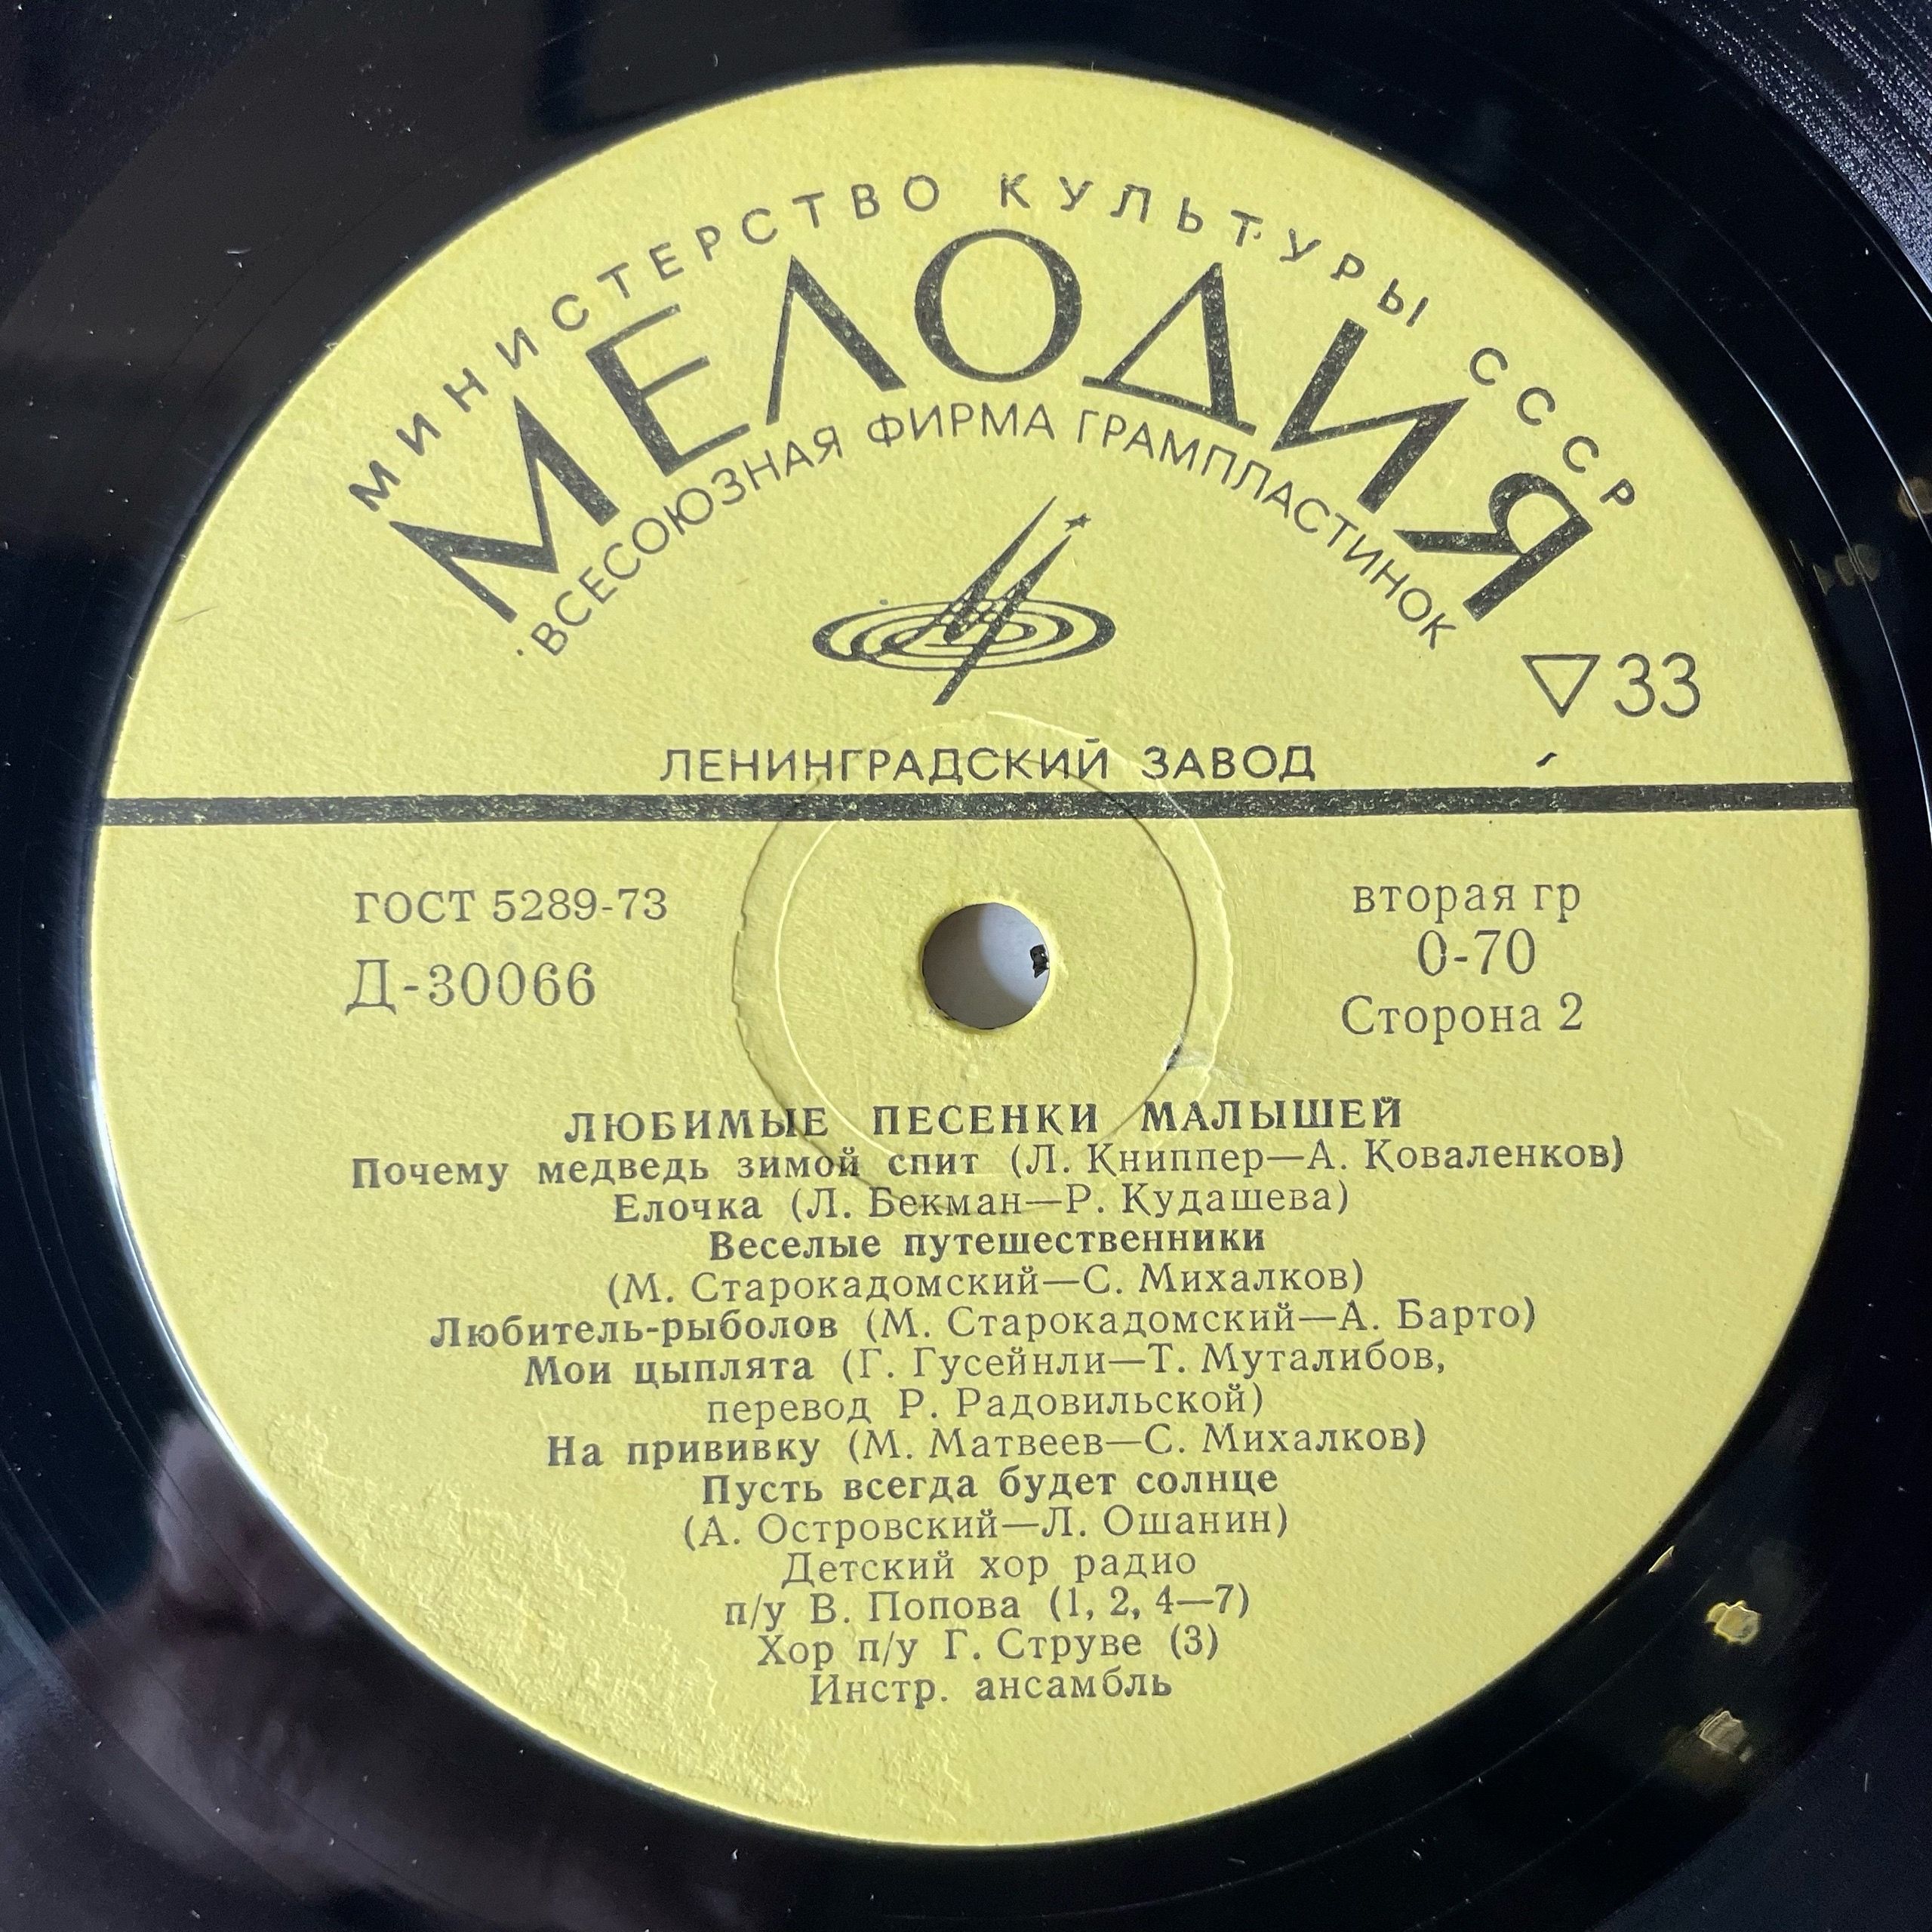 МИНИСТЕРСТВО КУЛЬТУРЫ СССР
МЕЛОДИЯ
ВСЕСОЮЗНАЯ ФИРМА ГРАМПЛАСТИНОК
33
ЛЕНИНГРАДСКИЙ ЗАВОД
ГОСТ 5289-73
Д-30066
вторая гр
0-70
Сторона 2
ЛЮБИМЫЕ ПЕСЕНКИ МАЛЫШЕЙ
Почему медведь зимой спит (Л. Книппер—А. Коваленков)
Елочка (Л. Бекман—Р. Кудашева)
Веселые путешественники
(М. Старокадомский—С. Михалков)
Любитель-рыболов (М. Старокадомский—А. Барто)
Мои цыплята (Г. Гусейнли—Т. Муталибов,
перевод Р. Радовильской)
На прививку (М. Матвеев—С. Михалков)
Пусть всегда будет солнце
(А. Островский—Л. Ошанин)
Детский хор радио
п/у В. Попова (1, 2, 4—7)
Хор п/у Г. Струве (3)
Инстр. ансамбль